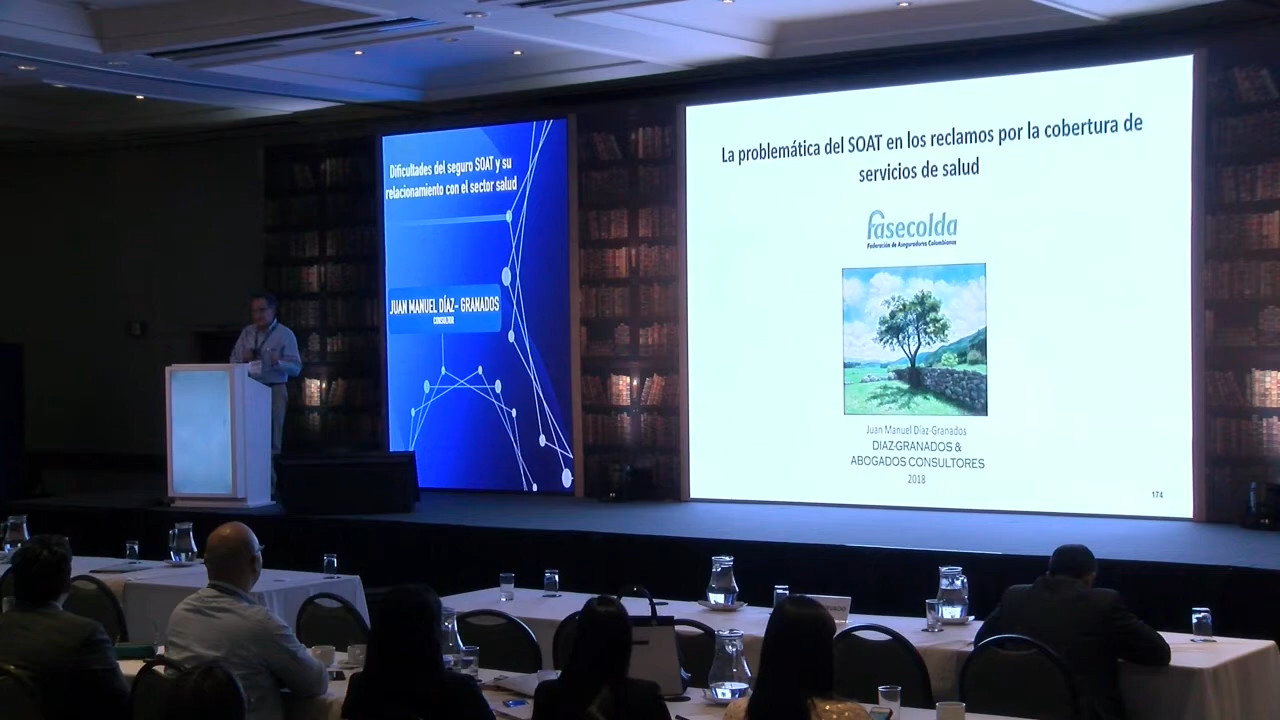 Dificultades del seguro SOAT y su
relacionamiento con el sector salud
JUAN MANUEL DÍAZ- GRANADOS
CONSULTOR
La problemática del SOAT en los reclamos por la cobertura de
servicios de salud
fasecolda
Federación de Aseguradores Colombianos
Juan Manuel Díaz-Granados
DIAZ-GRANADOS &
ABOGADOS CONSULTORES
2018
174